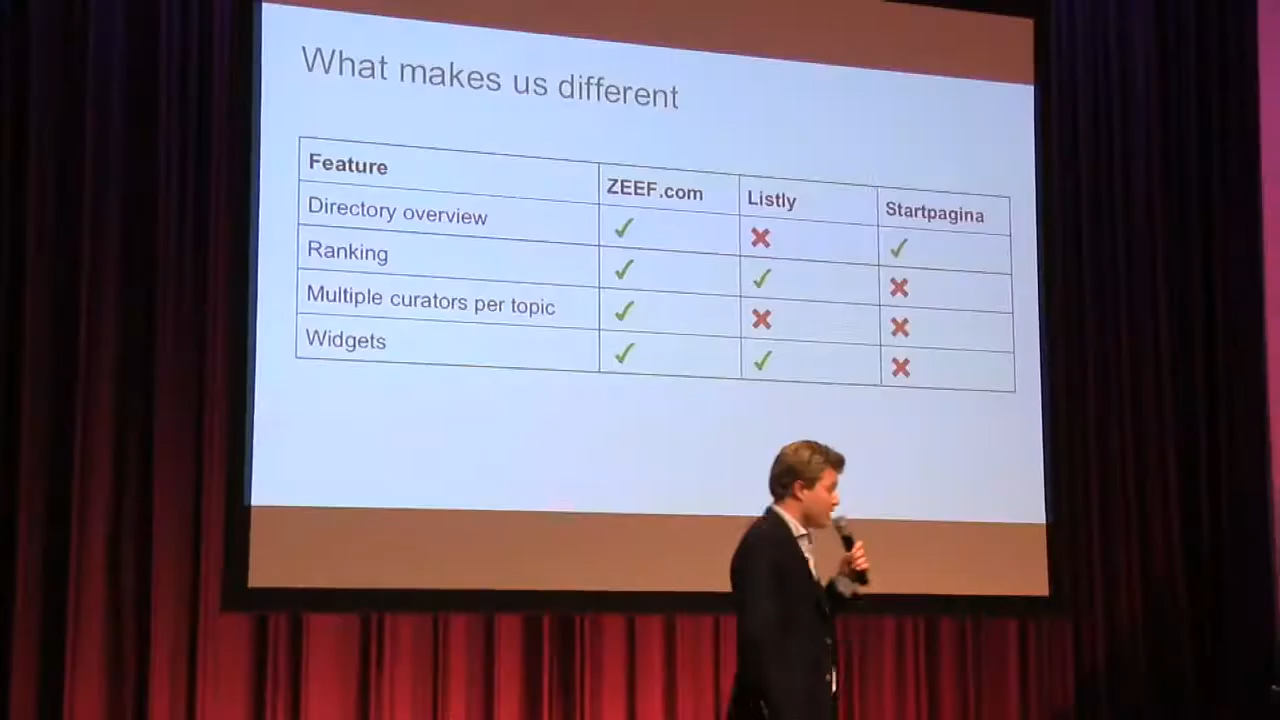 What makes us different
Feature ZEEF.com Listly Startpagina
Directory overview ✓ ✗ ✓
Ranking ✓ ✓ ✗
Multiple curators per topic ✓ ✗ ✗
Widgets ✓ ✓ ✗